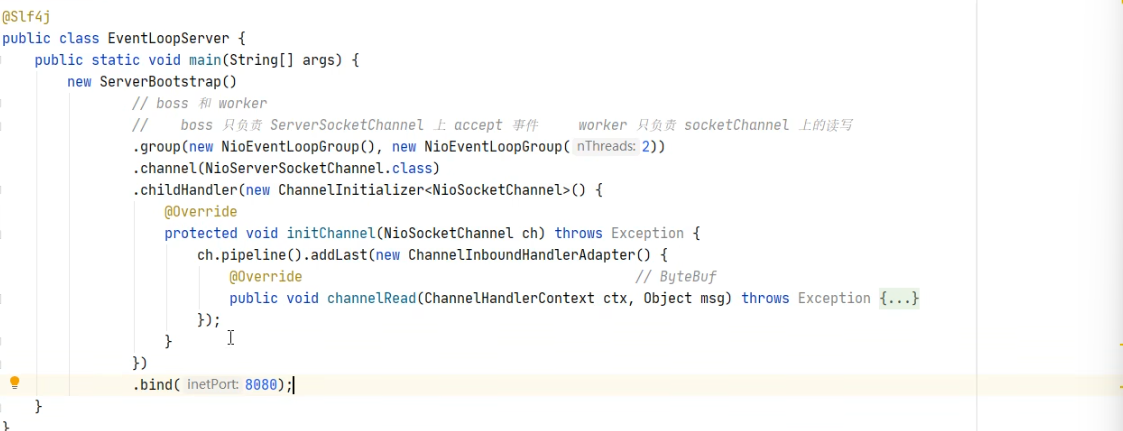 @Slf4j
public class EventLoopServer {
    public static void main(String[] args) {
        new ServerBootstrap()
                // boss 和 worker
                //    boss 只负责 ServerSocketChannel 上 accept 事件     worker 只负责 socketChannel 上的读写
                .group(new NioEventLoopGroup(), new NioEventLoopGroup( nThreads: 2))
                .channel(NioServerSocketChannel.class)
                .childHandler(new ChannelInitializer<NioSocketChannel>() {
                    @Override
                    protected void initChannel(NioSocketChannel ch) throws Exception {
                        ch.pipeline().addLast(new ChannelInboundHandlerAdapter() {
                            @Override                                         // ByteBuf
                            public void channelRead(ChannelHandlerContext ctx, Object msg) throws Exception {...}
                        });
                    }
                })
                .bind( inetPort: 8080);
    }
}